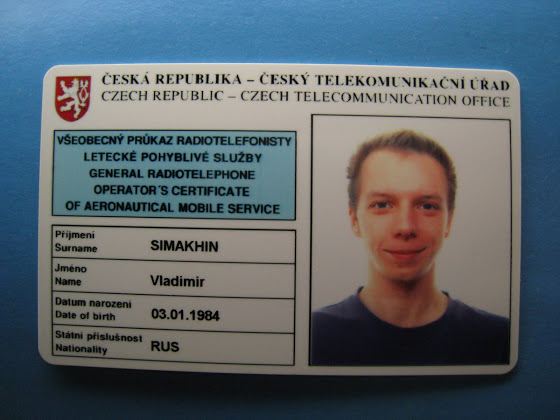 ČESKÁ REPUBLIKA – ČESKÝ TELEKOMUNIKAČNÍ ÚŘAD
CZECH REPUBLIC – CZECH TELECOMMUNICATION OFFICE
VŠEOBECNÝ PRŮKAZ RADIOTELEFONISTY
LETECKÉ POHYBLIVÉ SLUŽBY
GENERAL RADIOTELEPHONE
OPERATOR´S CERTIFICATE
OF AERONAUTICAL MOBILE SERVICE
Příjmení
Surname SIMAKHIN
Jméno
Name Vladimir
Datum narození
Date of birth 03.01.1984
Státní příslušnost
Nationality RUS